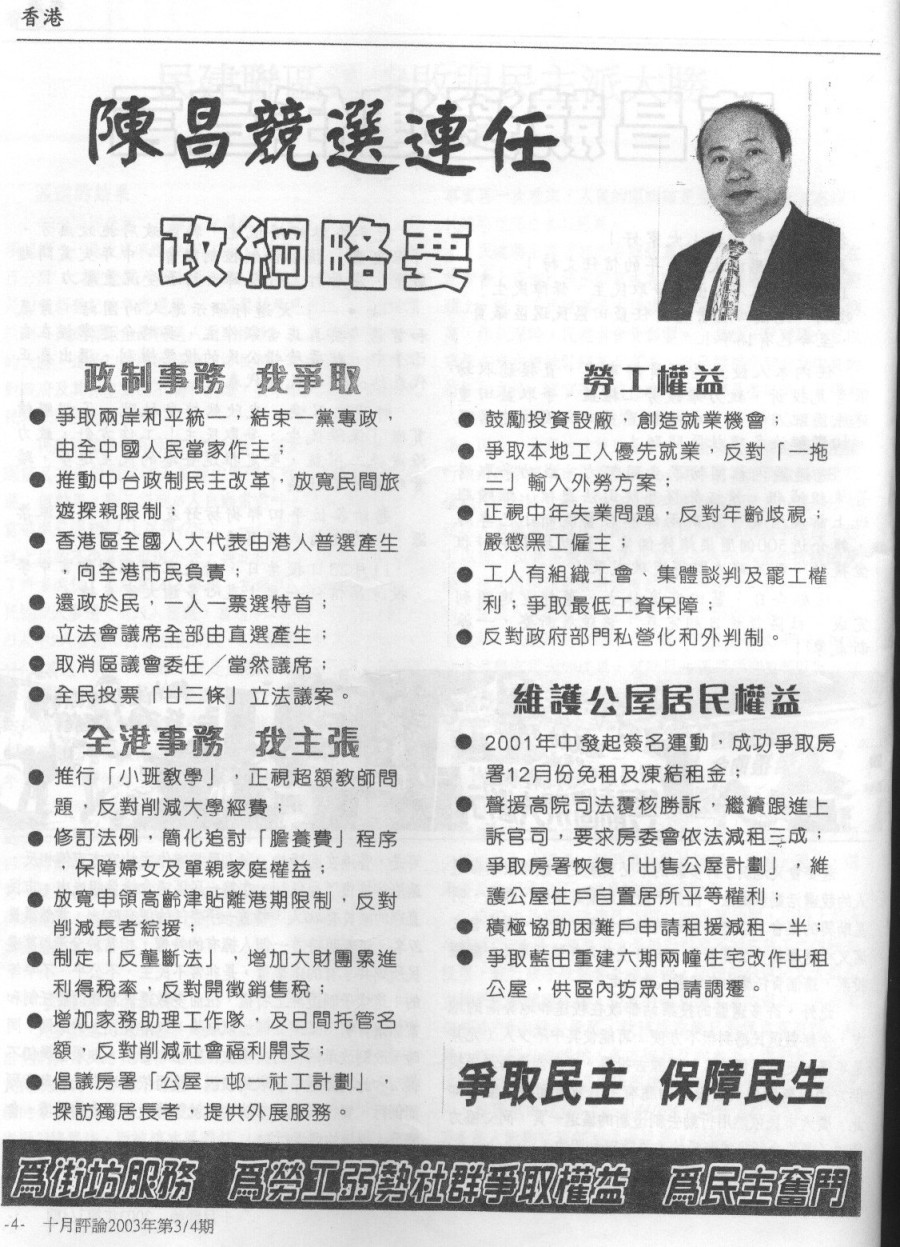 香港
陳昌競選連任
政綱略要
政制事務　我爭取
● 爭取兩岸和平統一，結束一黨專政，
由全中國人民當家作主；
● 推動中台政制民主改革，放寬民間旅
遊探親限制；
● 香港區全國人大代表由港人普選產生
，向全港市民負責；
● 還政於民，一人一票選特首；
● 立法會議席全部由直選產生；
● 取消區議會委任／當然議席；
● 全民投票「廿三條」立法議案。
全港事務　我主張
● 推行「小班教學」，正視超額教師問
題，反對削減大學經費；
● 修訂法例，簡化追討「贍養費」程序
，保障婦女及單親家庭權益；
● 放寬申領高齡津貼離港期限制，反對
削減長者綜援；
● 制定「反壟斷法」，增加大財團累進
利得稅率，反對開徵銷售稅；
● 增加家務助理工作隊，及日間托管名
額，反對削減社會福利開支；
● 倡議房署「公屋一邨一社工計劃」，
探訪獨居長者，提供外展服務。
勞工權益
● 鼓勵投資設廠，創造就業機會；
● 爭取本地工人優先就業，反對「一拖
三」輸入外勞方案；
● 正視中年失業問題，反對年齡歧視；
嚴懲黑工僱主；
● 工人有組織工會、集體談判及罷工權
利；爭取最低工資保障；
● 反對政府部門私營化和外判制。
維護公屋居民權益
● 2001年中發起簽名運動，成功爭取房
署12月份免租及凍結租金；
● 聲援高院司法覆核勝訴，繼續跟進上
訴官司，要求房委會依法減租三成；
● 爭取房署恢復「出售公屋計劃」，維
護公屋住戶自置居所平等權利；
● 積極協助困難戶申請租援減租一半；
● 爭取藍田重建六期兩幢住宅改作出租
公屋，供區內坊眾申請調遷。
爭取民主　保障民生
為街坊服務　為勞工弱勢社群爭取權益　為民主奮鬥
-4-　十月評論2003年第3/4期